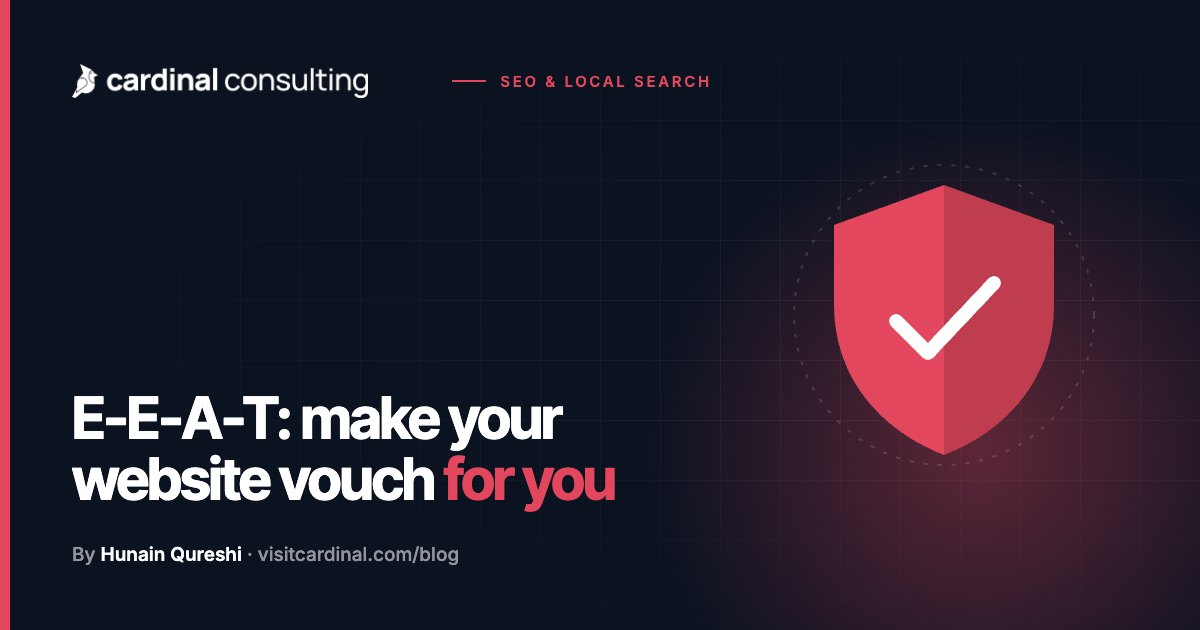 cardinal consulting
SEO & LOCAL SEARCH
E-E-A-T: make your
website vouch for you
By Hunain Qureshi · visitcardinal.com/blog